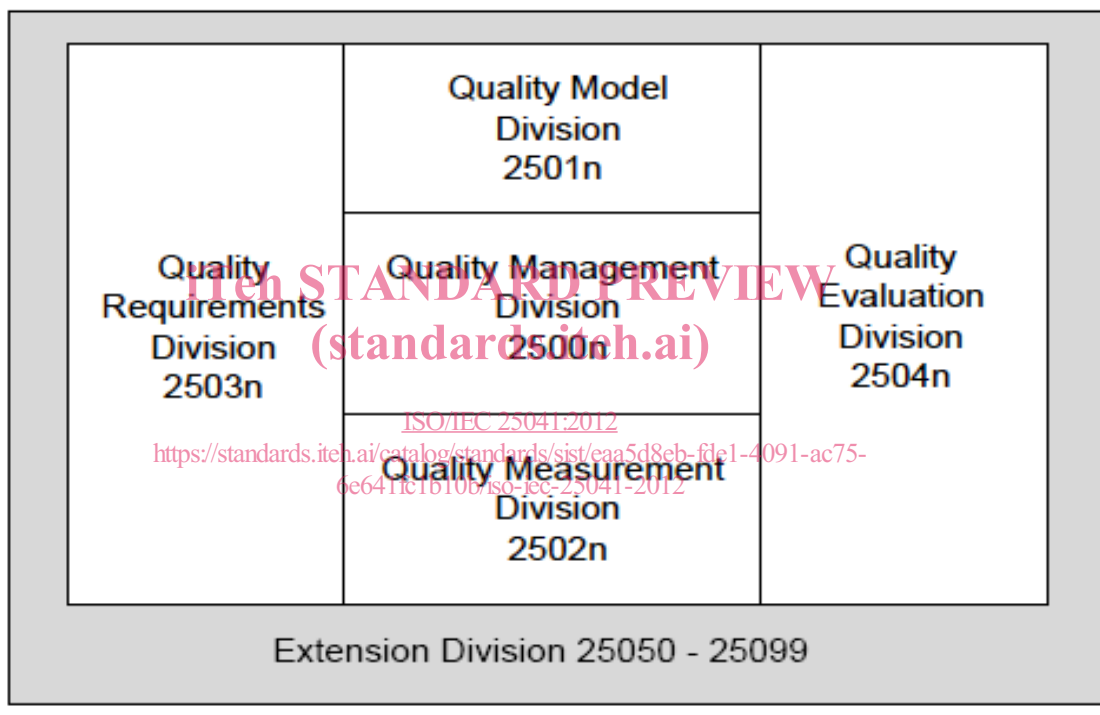 Quality Model
Division
2501n
Quality
Requirements
Division
2503n
Quality Management
Division
2500n
Quality
Evaluation
Division
2504n
iTeh STANDARD PREVIEW
(standards.iteh.ai)
ISO/IEC 25041:2012
https://standards.iteh.ai/catalog/standards/sist/eaa5d8eb-fde1-4091-ac75-
6e641fc1b10b/iso-iec-25041-2012
Quality Measurement
Division
2502n
Extension Division 25050 - 25099